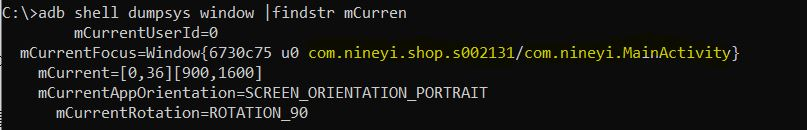 C:\>adb shell dumpsys window |findstr mCurren
mCurrentUserId=0
mCurrentFocus=Window{6730c75 u0 com.nineyi.shop.s002131/com.nineyi.MainActivity}
mCurrent=[0,36][900,1600]
mCurrentAppOrientation=SCREEN_ORIENTATION_PORTRAIT
mCurrentRotation=ROTATION_90